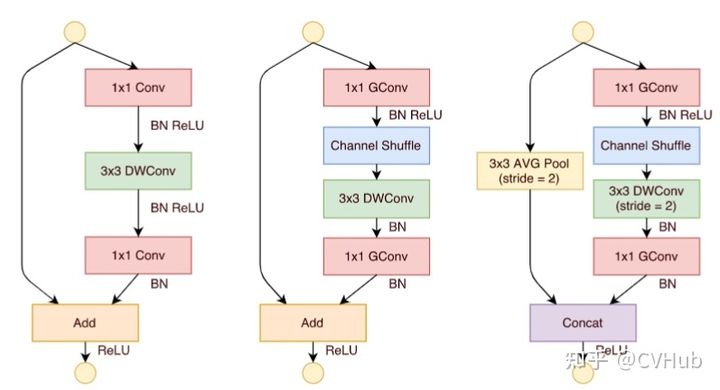 1x1 Conv
BN ReLU
3x3 DWConv
BN ReLU
1x1 Conv
BN
Add
ReLU
1x1 GConv
BN ReLU
Channel Shuffle
3x3 DWConv
BN
1x1 GConv
BN
Add
ReLU
3x3 AVG Pool
(stride = 2)
1x1 GConv
BN ReLU
Channel Shuffle
3x3 DWConv
(stride = 2)
BN
1x1 GConv
BN
Concat
ReLU
知乎 @CVHub